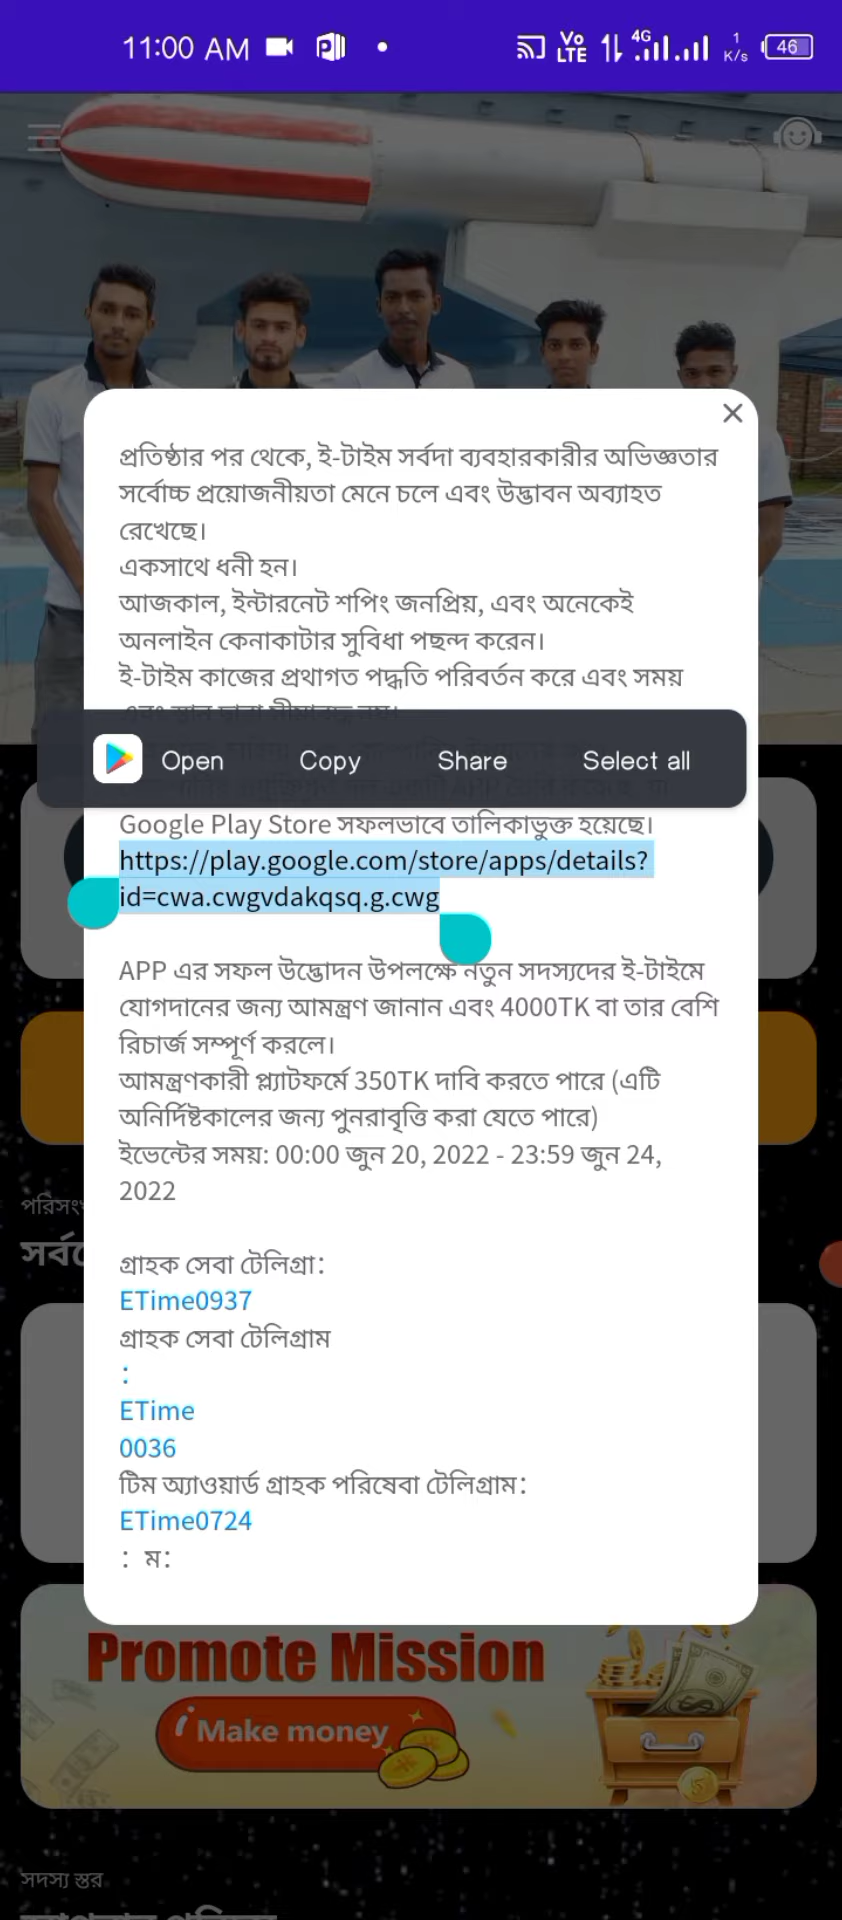 11:00 AM
Vo LTE 4G 1 K/s 46
প্রতিষ্ঠার পর থেকে, ই-টাইম সর্বদা ব্যবহারকারীর অভিজ্ঞতার
সর্বোচ্চ প্রয়োজনীয়তা মেনে চলে এবং উদ্ভাবন অব্যাহত
রেখেছে।
একসাথে ধনী হন।
আজকাল, ইন্টারনেট শপিং জনপ্রিয়, এবং অনেকেই
অনলাইন কেনাকাটার সুবিধা পছন্দ করেন।
ই-টাইম কাজের প্রথাগত পদ্ধতি পরিবর্তন করে এবং সময়
Open Copy Share Select all
Google Play Store সফলভাবে তালিকাভুক্ত হয়েছে।
https://play.google.com/store/apps/details?
id=cwa.cwgvdakqsq.g.cwg
APP এর সফল উদ্ভোদন উপলক্ষে নতুন সদস্যদের ই-টাইমে
যোগদানের জন্য আমন্ত্রণ জানান এবং 4000TK বা তার বেশি
রিচার্জ সম্পূর্ণ করলে।
আমন্ত্রণকারী প্ল্যাটফর্মে 350TK দাবি করতে পারে (এটি
অনির্দিষ্টকালের জন্য পুনরাবৃত্তি করা যেতে পারে)
ইভেন্টের সময়: 00:00 জুন 20, 2022 - 23:59 জুন 24,
2022
পরিসংখ
গ্রাহক সেবা টেলিগ্রা:
ETime0937
গ্রাহক সেবা টেলিগ্রাম
:
ETime
0036
টিম অ্যাওয়ার্ড গ্রাহক পরিষেবা টেলিগ্রাম:
ETime0724
: ম:
Promote Mission
Make money
সদস্য স্তর